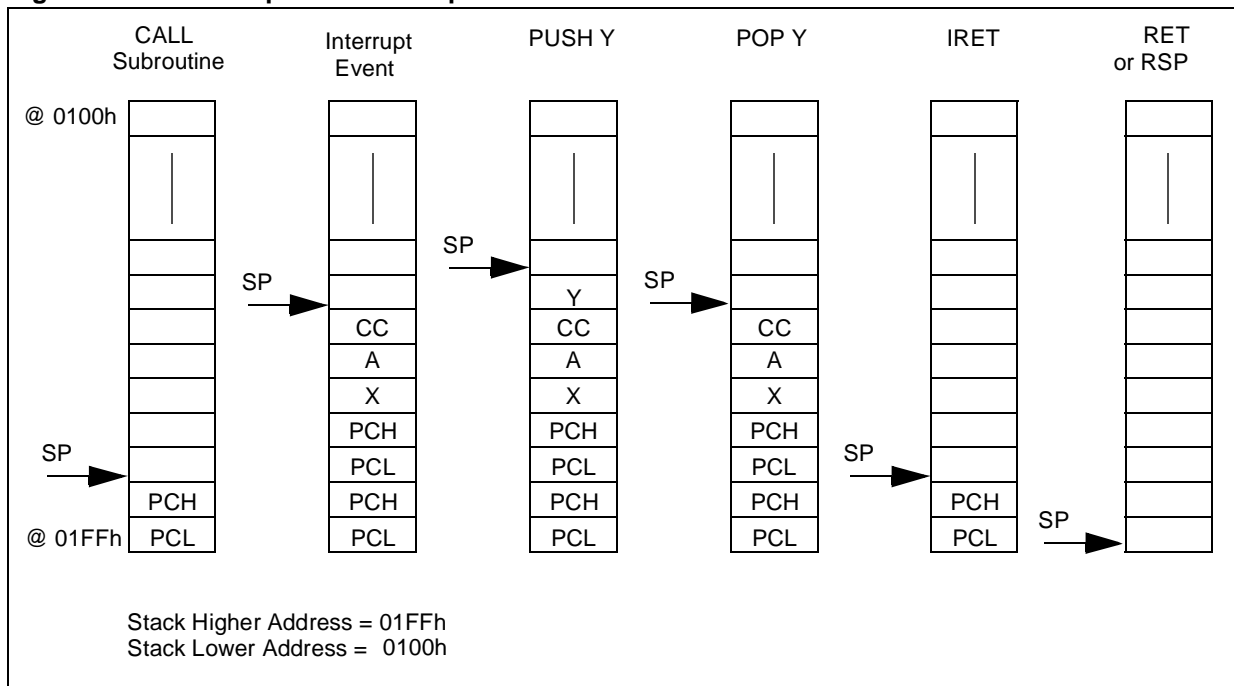 CALL
Subroutine
Interrupt
Event
PUSH Y
POP Y
IRET
RET
or RSP
@ 0100h
SP
SP
SP
Y
CC
CC
CC
A
A
A
X
X
X
PCH
PCH
PCH
SP
SP
PCL
PCL
PCL
PCH
PCH
PCH
PCH
PCH
SP
@ 01FFh
PCL
PCL
PCL
PCL
PCL
Stack Higher Address = 01FFh
Stack Lower Address = 0100h